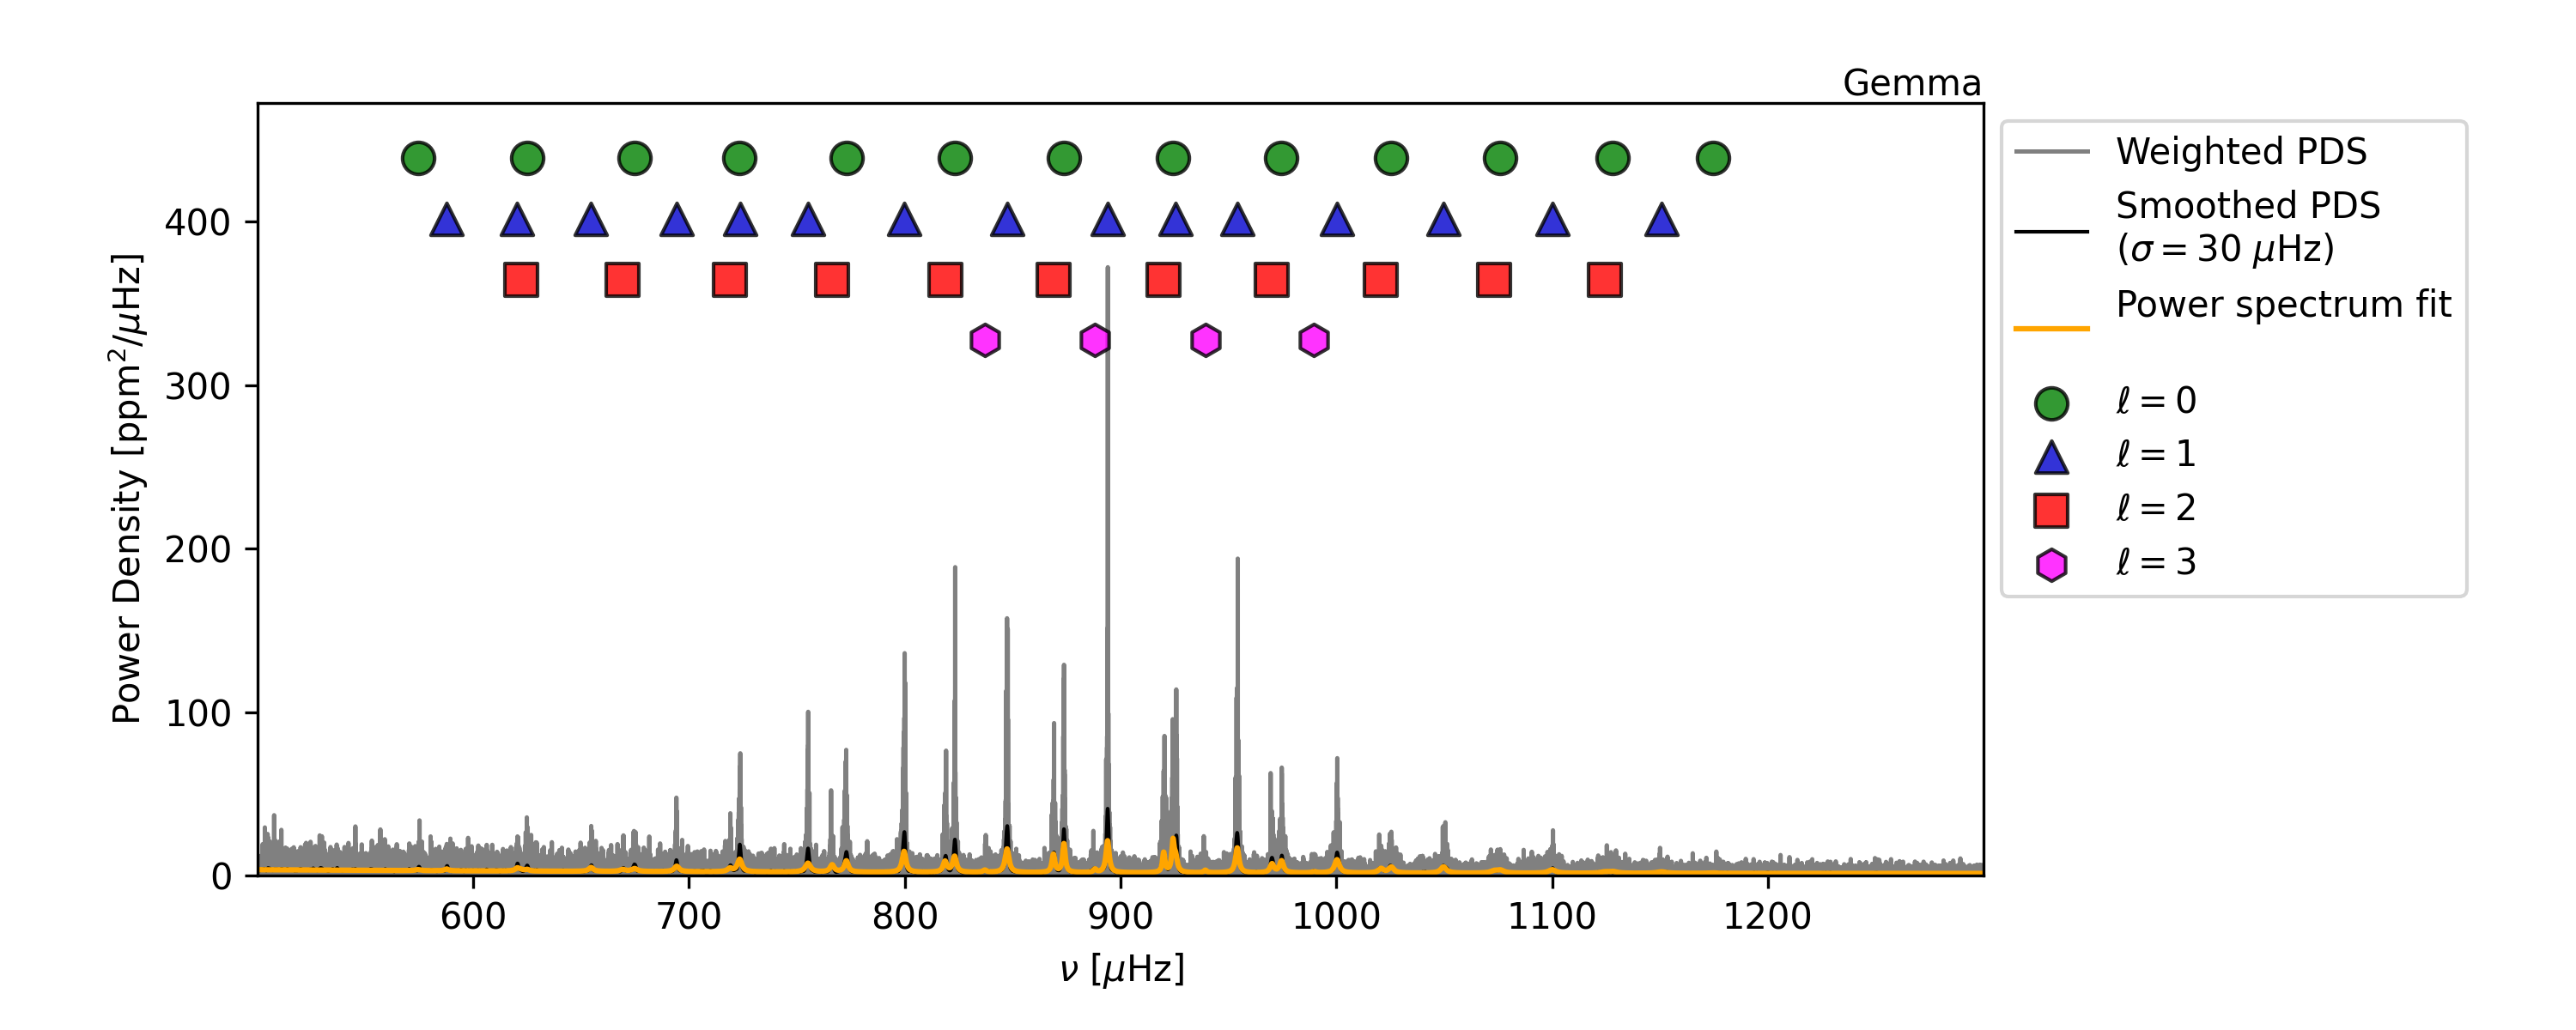 Gemma
Weighted PDS
Smoothed PDS
(σ = 30 μHz)
Power spectrum fit
ℓ = 0
ℓ = 1
ℓ = 2
ℓ = 3
Power Density [ppm²/μHz]
400
300
200
100
0
600 700 800 900 1000 1100 1200
ν [μHz]